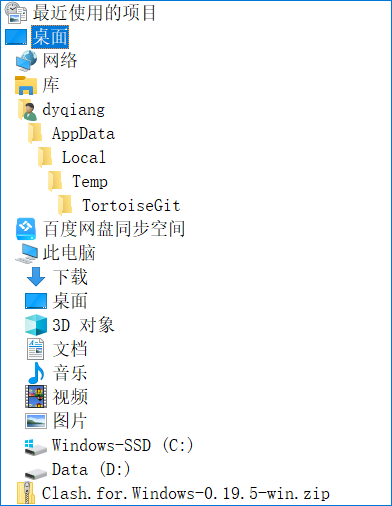 最近使用的项目
桌面
网络
库
dyqiang
AppData
Local
Temp
TortoiseGit
百度网盘同步空间
此电脑
下载
桌面
3D 对象
文档
音乐
视频
图片
Windows-SSD (C:)
Data (D:)
Clash.for.Windows-0.19.5-win.zip